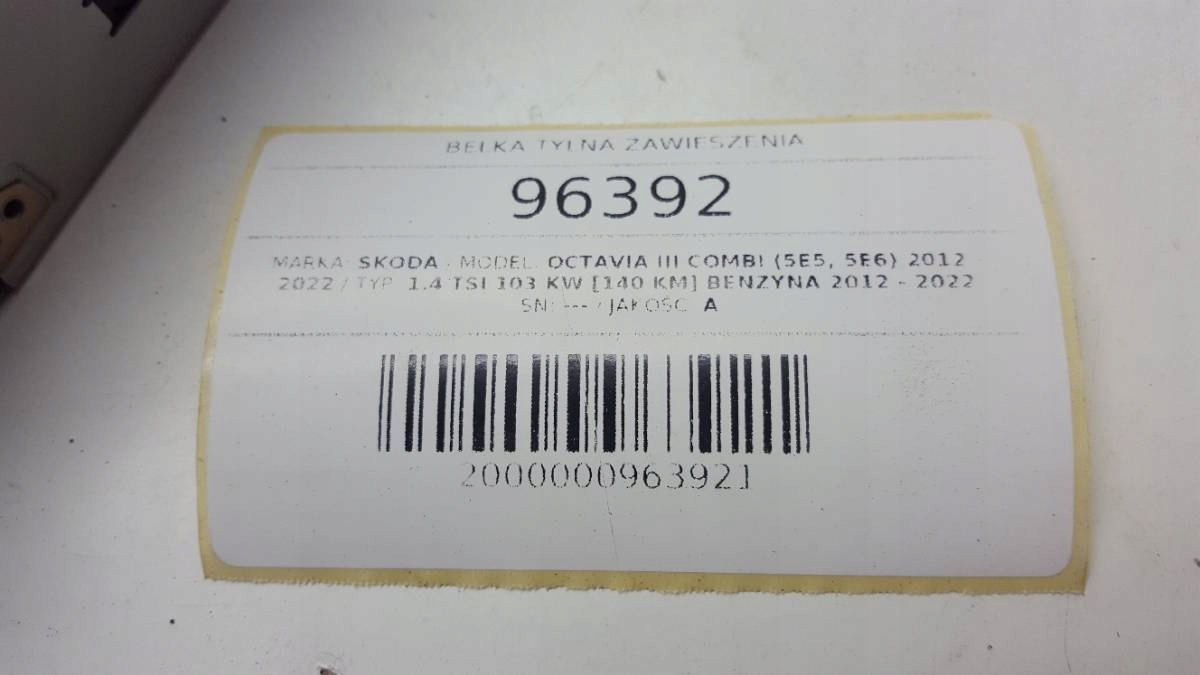 BELKA TYLNA ZAWIESZENIA
96392
MARKA: SKODA / MODEL: OCTAVIA III COMBI (5E5, 5E6) 2012
2022 / TYP: 1.4 TSI 103 KW [140 KM] BENZYNA 2012 - 2022
SN: --- / JAKOŚĆ: A
2000000963921